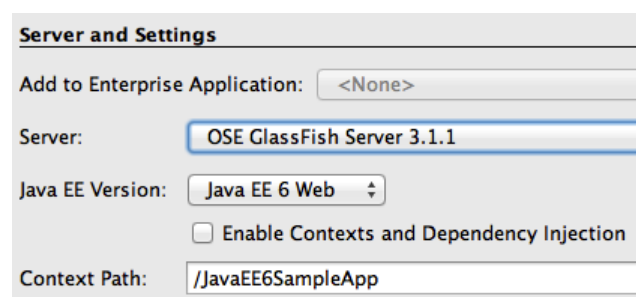 Server and Settings
Add to Enterprise Application: <None>
Server: OSE GlassFish Server 3.1.1
Java EE Version: Java EE 6 Web
Enable Contexts and Dependency Injection
Context Path: /JavaEE6SampleApp